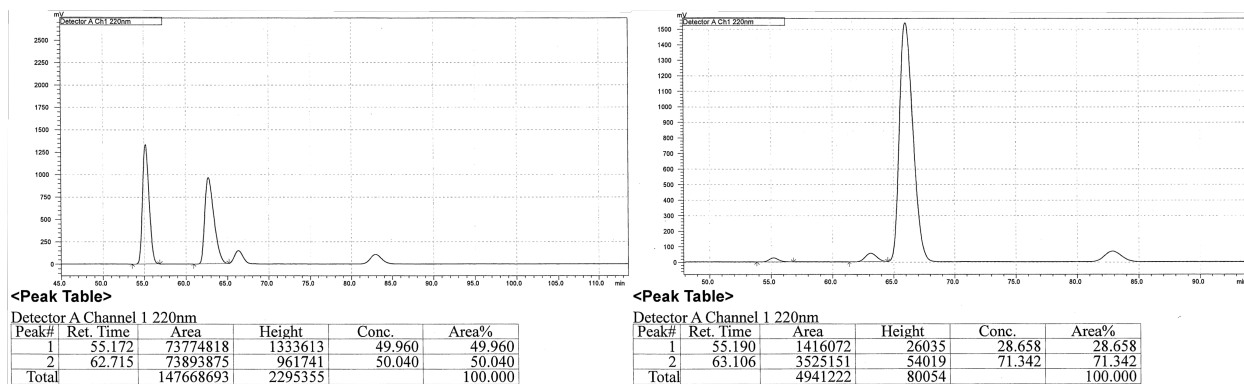 mV
Detector A Ch1 220nm
2500
2250
2000
1750
1500
1250
1000
750
500
250
0
45.0 50.0 55.0 60.0 65.0 70.0 75.0 80.0 85.0 90.0 95.0 100.0 105.0 110.0 min
<Peak Table>
Detector A Channel 1 220nm
Peak# Ret. Time Area Height Conc. Area%
1 55.172 73774818 1333613 49.960 49.960
2 62.715 73893875 961741 50.040 50.040
Total 147668693 2295355 100.000
mV
Detector A Ch1 220nm
1500
1400
1300
1200
1100
1000
900
800
700
600
500
400
300
200
100
0
50.0 55.0 60.0 65.0 70.0 75.0 80.0 85.0 90.0
<Peak Table>
Detector A Channel 1 220nm
Peak# Ret. Time Area Height Conc. Area%
1 55.190 1416072 26035 28.658 28.658
2 63.106 3525151 54019 71.342 71.342
Total 4941222 80054 100.000